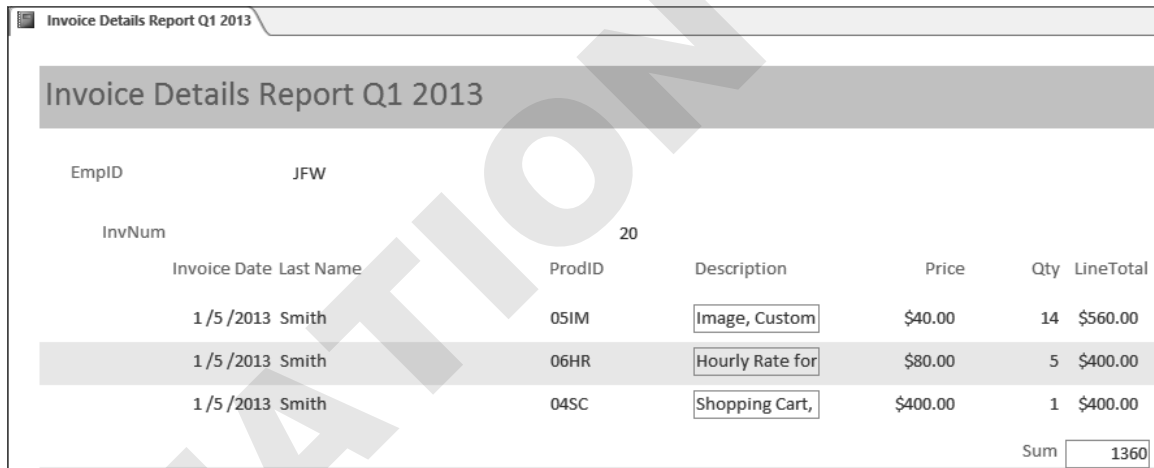 Invoice Details Report Q1 2013
Invoice Details Report Q1 2013
EmpID JFW
InvNum 20
Invoice Date Last Name ProdID Description Price Qty LineTotal
1 /5 /2013 Smith 05IM Image, Custom $40.00 14 $560.00
1 /5 /2013 Smith 06HR Hourly Rate for $80.00 5 $400.00
1 /5 /2013 Smith 04SC Shopping Cart, $400.00 1 $400.00
Sum 1360
ATION